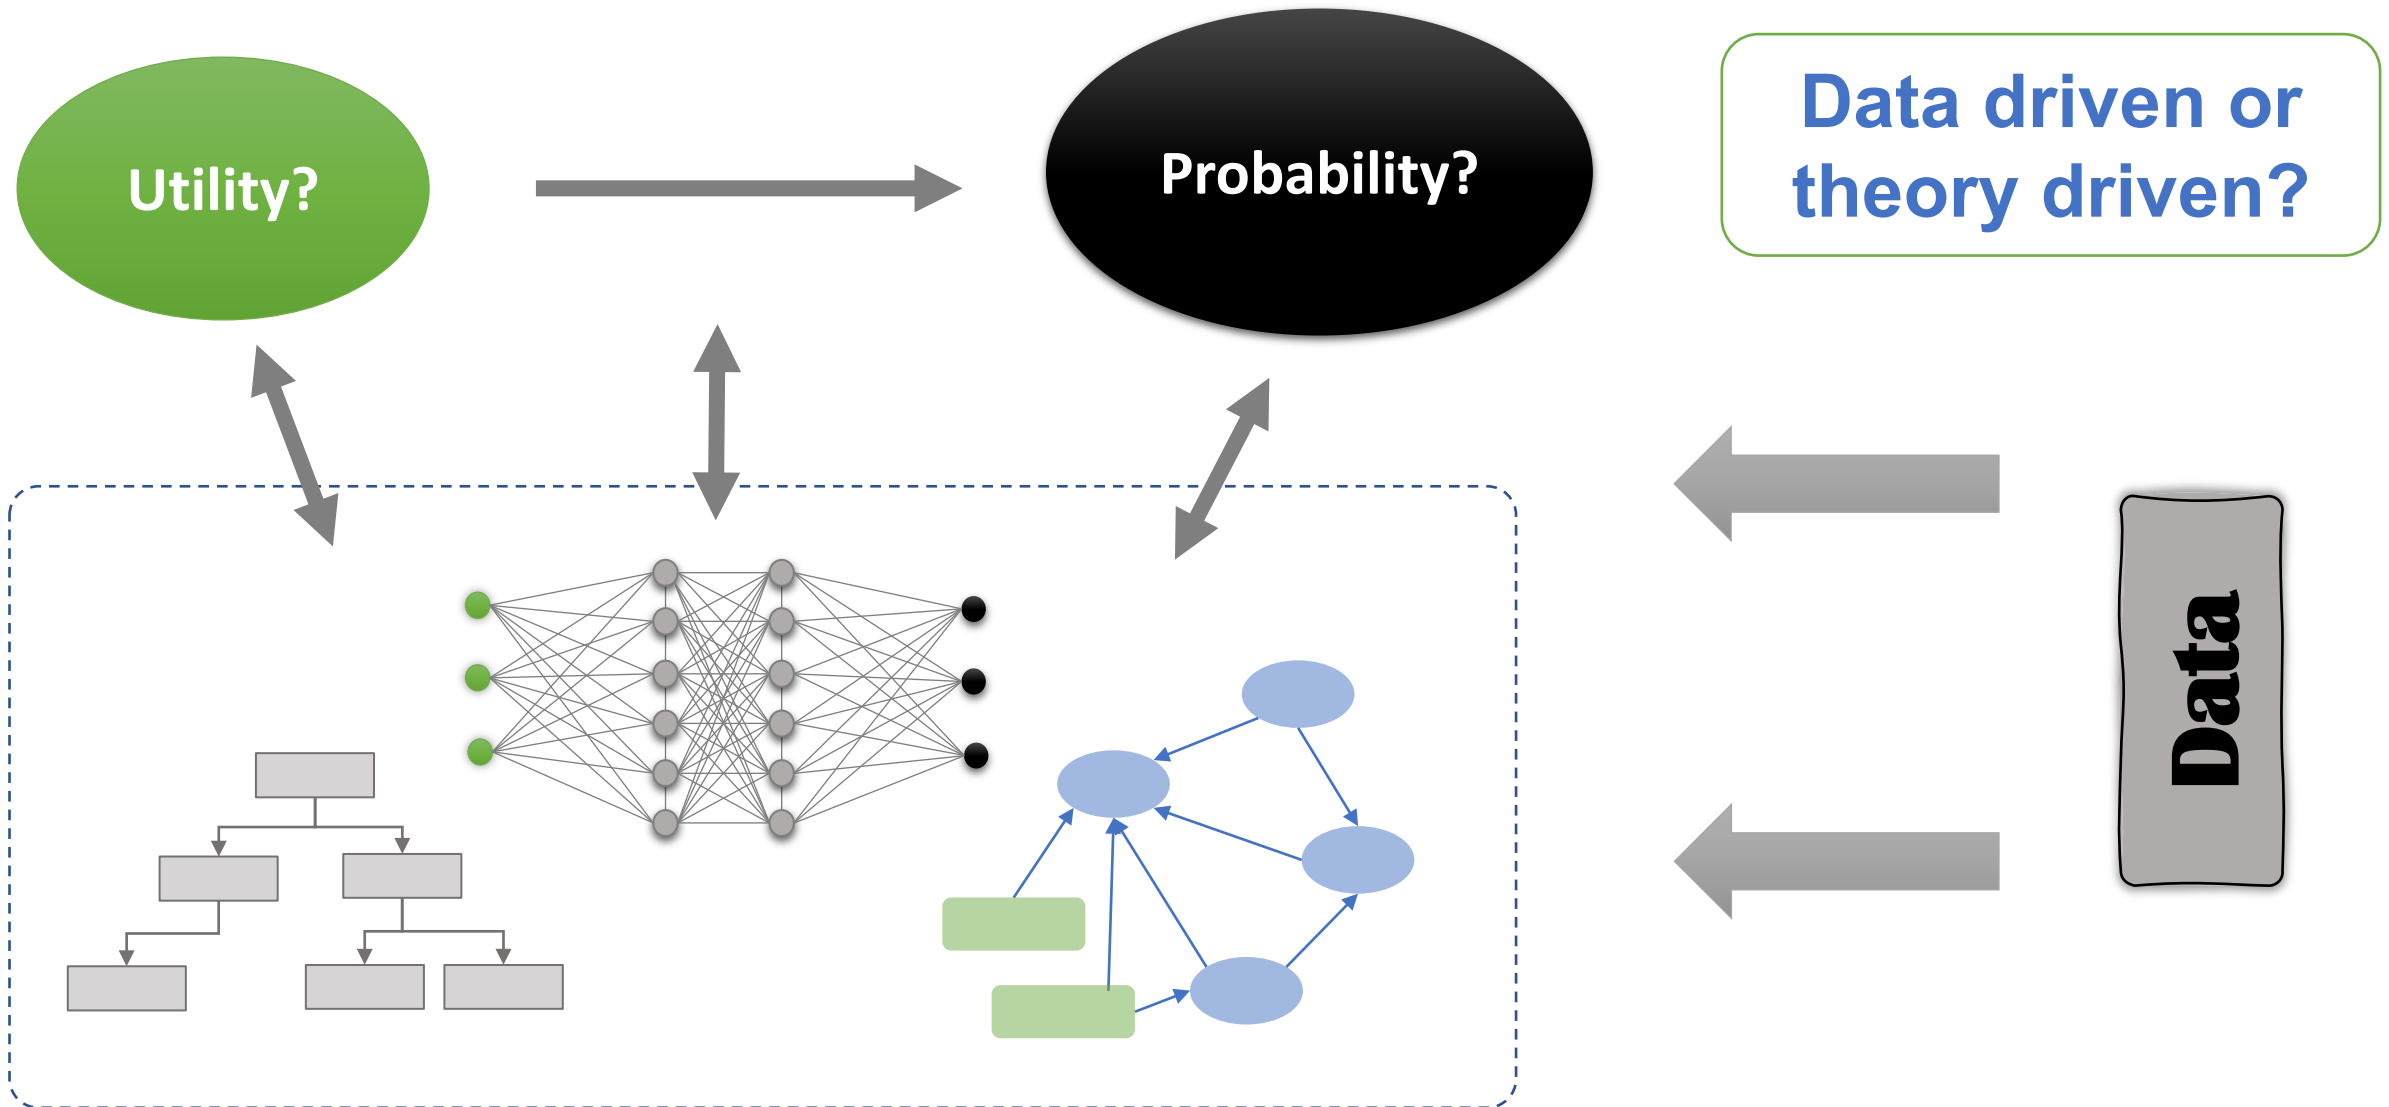 Utility?
Probability?
Data driven or
theory driven?
Data